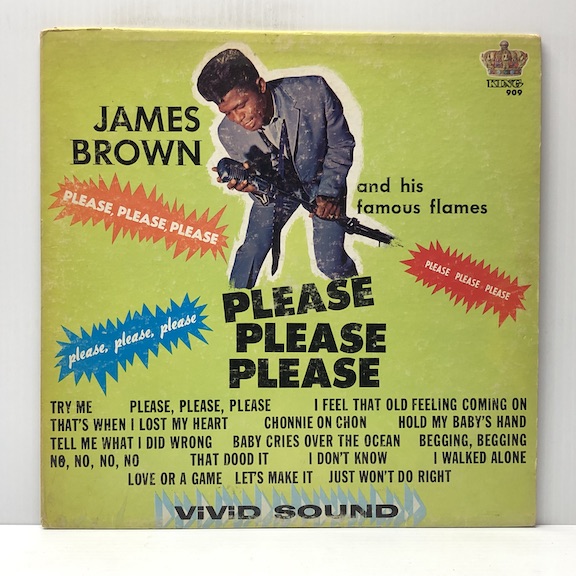 KING
909
JAMES
BROWN
and his
famous flames
PLEASE, PLEASE, PLEASE
PLEASE PLEASE PLEASE
please, please, please
PLEASE
PLEASE
PLEASE
TRY ME PLEASE, PLEASE, PLEASE I FEEL THAT OLD FEELING COMING ON
THAT'S WHEN I LOST MY HEART CHONNIE ON CHON HOLD MY BABY'S HAND
TELL ME WHAT I DID WRONG BABY CRIES OVER THE OCEAN BEGGING, BEGGING
NO, NO, NO, NO THAT DOOD IT I DON'T KNOW I WALKED ALONE
LOVE OR A GAME LET'S MAKE IT JUST WON'T DO RIGHT
ViViD SOUND